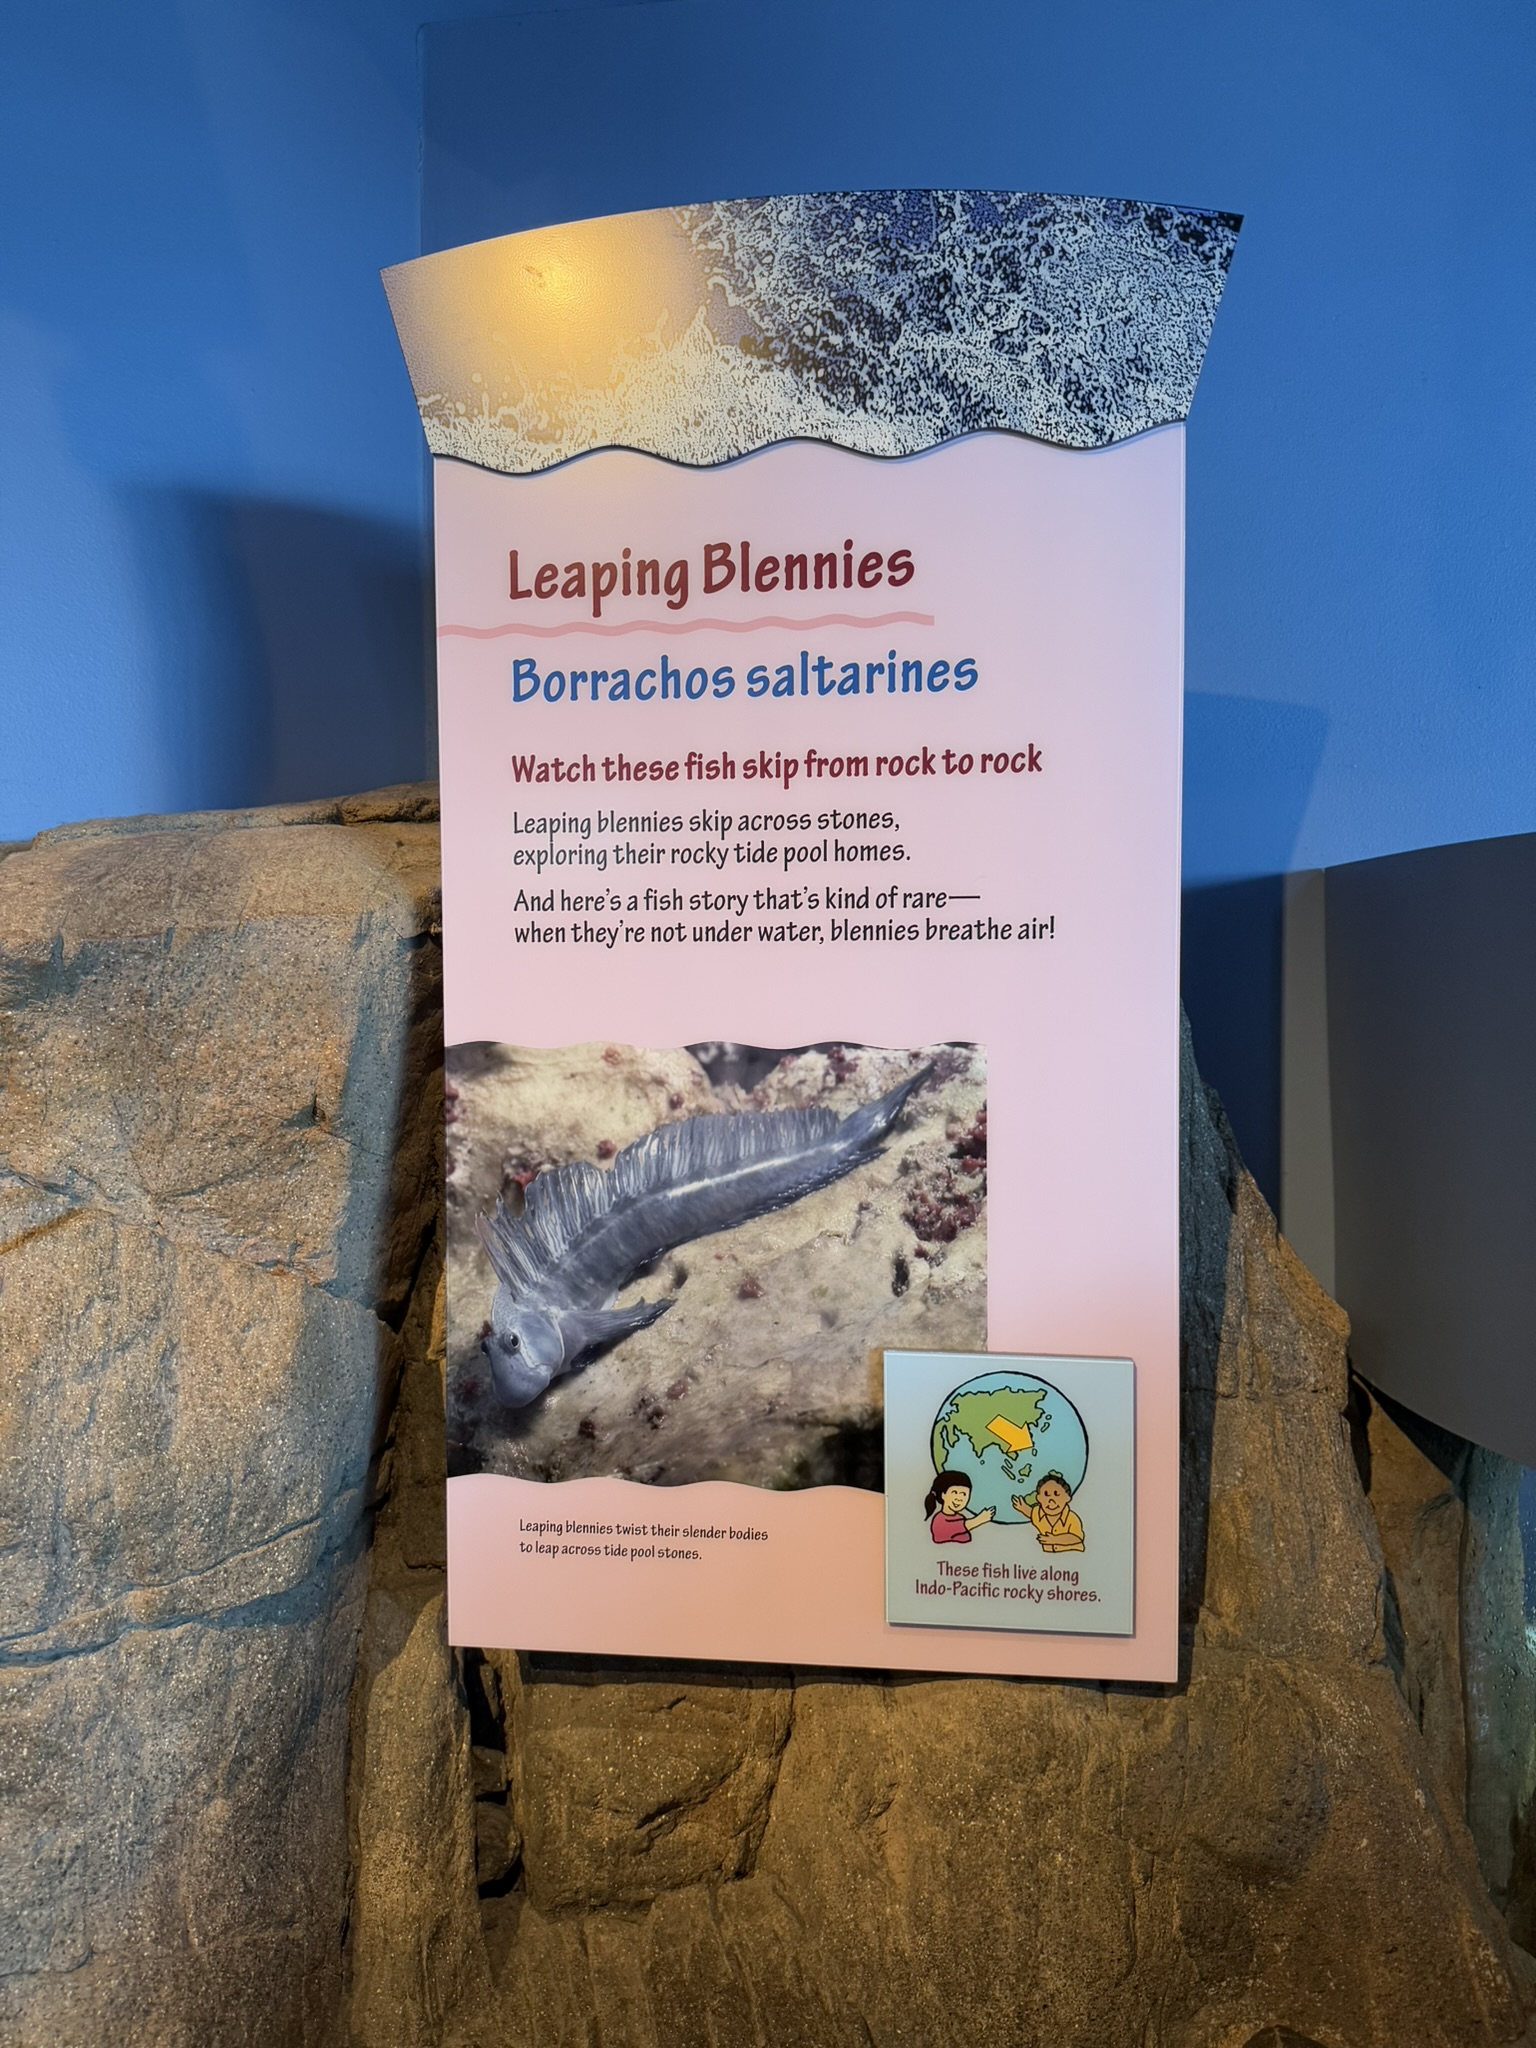 Leaping Blennies
Borrachos saltarines
Watch these fish skip from rock to rock
Leaping blennies skip across stones,
exploring their rocky tide pool homes.
And here's a fish story that's kind of rare—
when they're not under water, blennies breathe air!
Leaping blennies twist their slender bodies
to leap across tide pool stones.
These fish live along
Indo-Pacific rocky shores.